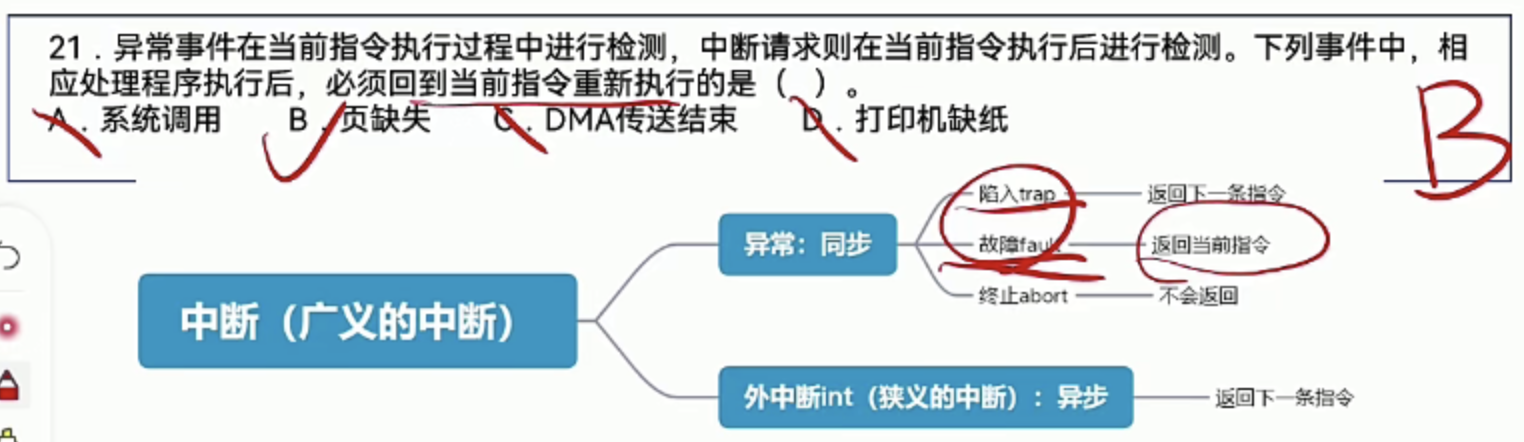 21．异常事件在当前指令执行过程中进行检测，中断请求则在当前指令执行后进行检测。下列事件中，相
应处理程序执行后，必须回到当前指令重新执行的是（ ）。
A．系统调用 B．页缺失 C．DMA传送结束 D．打印机缺纸
B
陷入trap 返回下一条指令
异常：同步 故障fault 返回当前指令
终止abort 不会返回
中断（广义的中断）
外中断int（狭义的中断）：异步 返回下一条指令